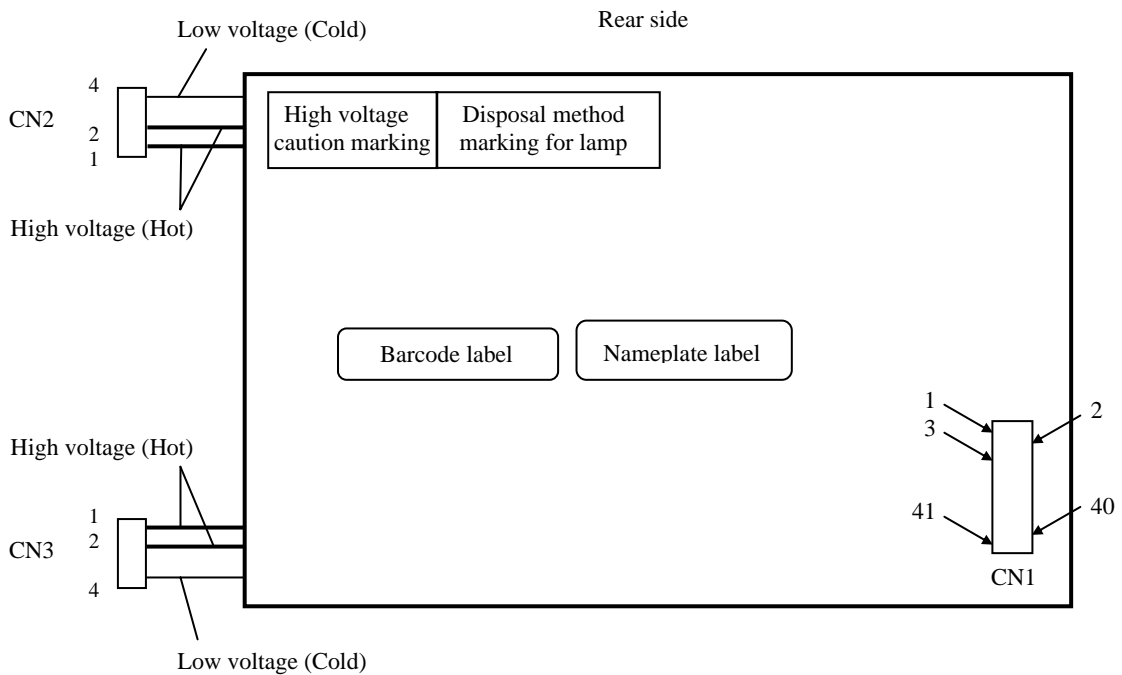 Rear side
Low voltage (Cold)
4
CN2
2
1
High voltage
caution marking
Disposal method
marking for lamp
High voltage (Hot)
Barcode label
Nameplate label
1
2
3
High voltage (Hot)
41
40
1
CN3
2
4
CN1
Low voltage (Cold)